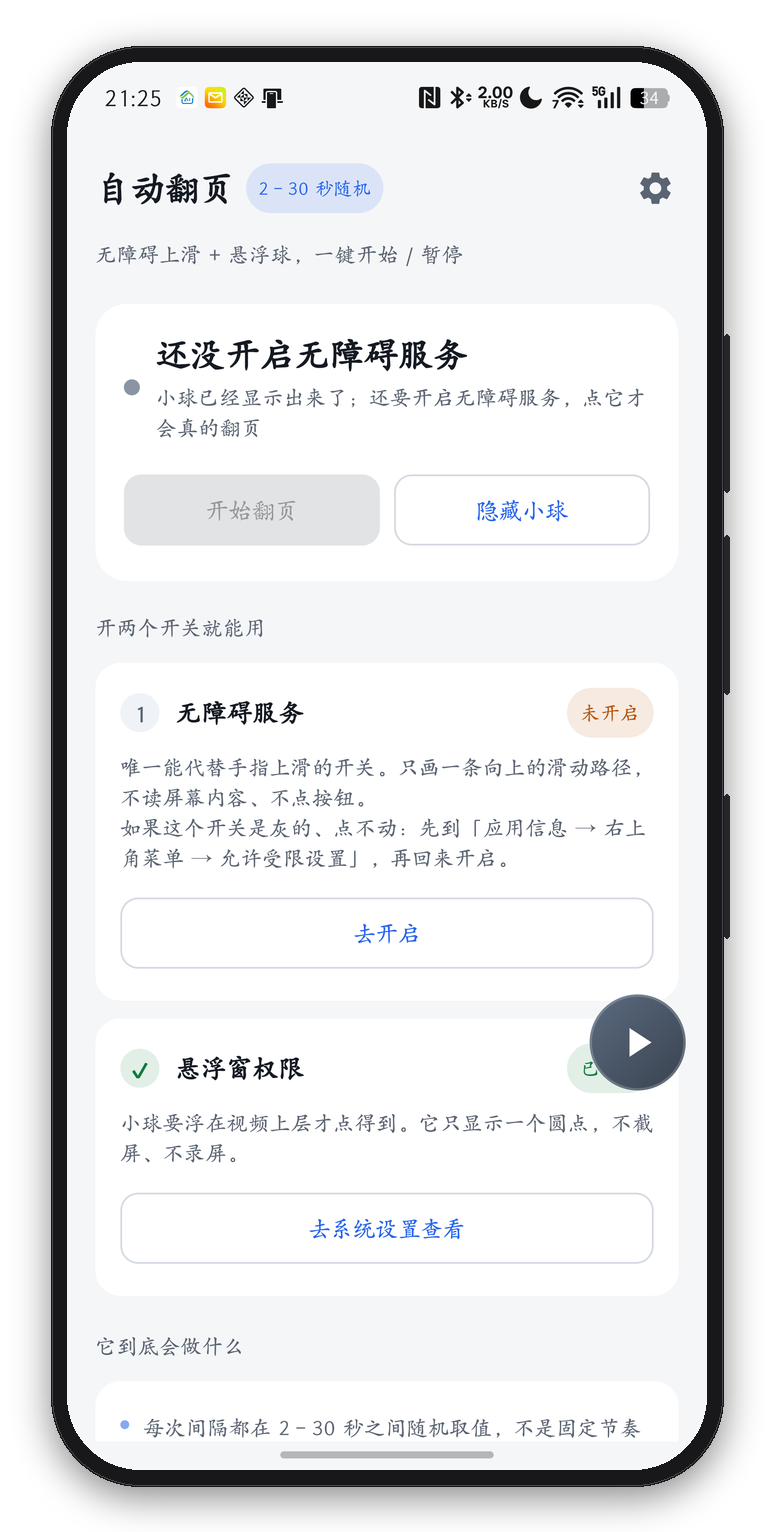 21:25 2.00 KB/S 7 5G 34
自动翻页 2–30 秒随机
无障碍上滑 + 悬浮球，一键开始 / 暂停
还没开启无障碍服务
小球已经显示出来了；还要开启无障碍服务，点它才
会真的翻页
开始翻页 隐藏小球
开两个开关就能用
1 无障碍服务 未开启
唯一能代替手指上滑的开关。只画一条向上的滑动路径，
不读屏幕内容、不点按钮。
如果这个开关是灰的、点不动：先到「应用信息 → 右上
角菜单 → 允许受限设置」，再回来开启。
去开启
悬浮窗权限
小球要浮在视频上层才点得到。它只显示一个圆点，不截
屏、不录屏。
去系统设置查看
它到底会做什么
每次间隔都在 2–30 秒之间随机取值，不是固定节奏